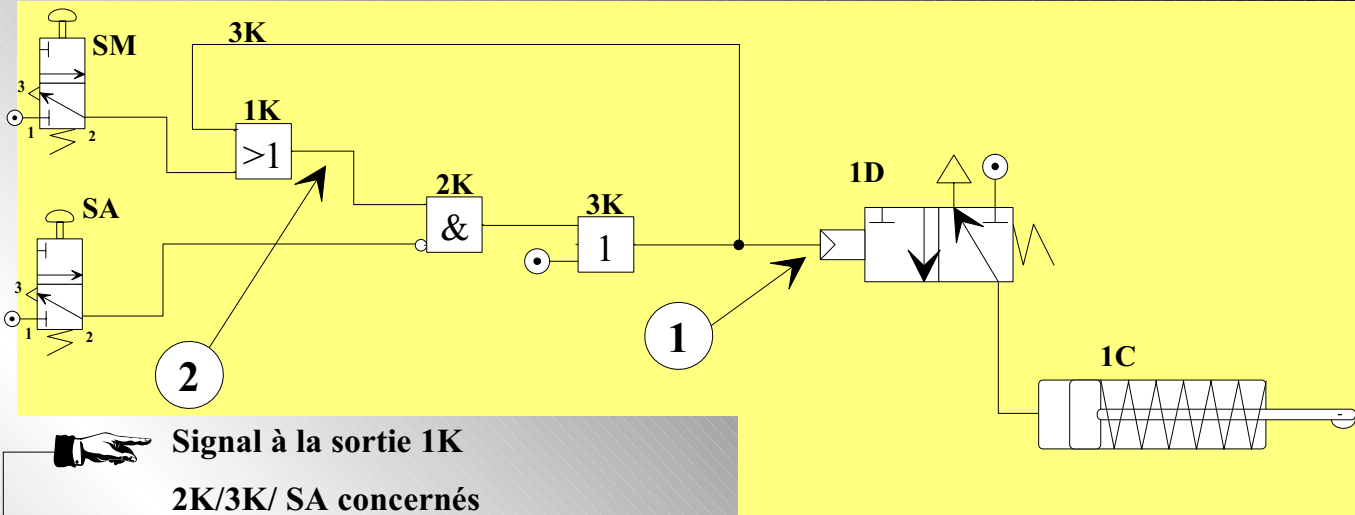 3K
SM
3
1
2
1K
>1
SA
3
1
2
2K
&
3K
1
1D
1
2
1C
Signal à la sortie 1K
2K/3K/ SA concernés